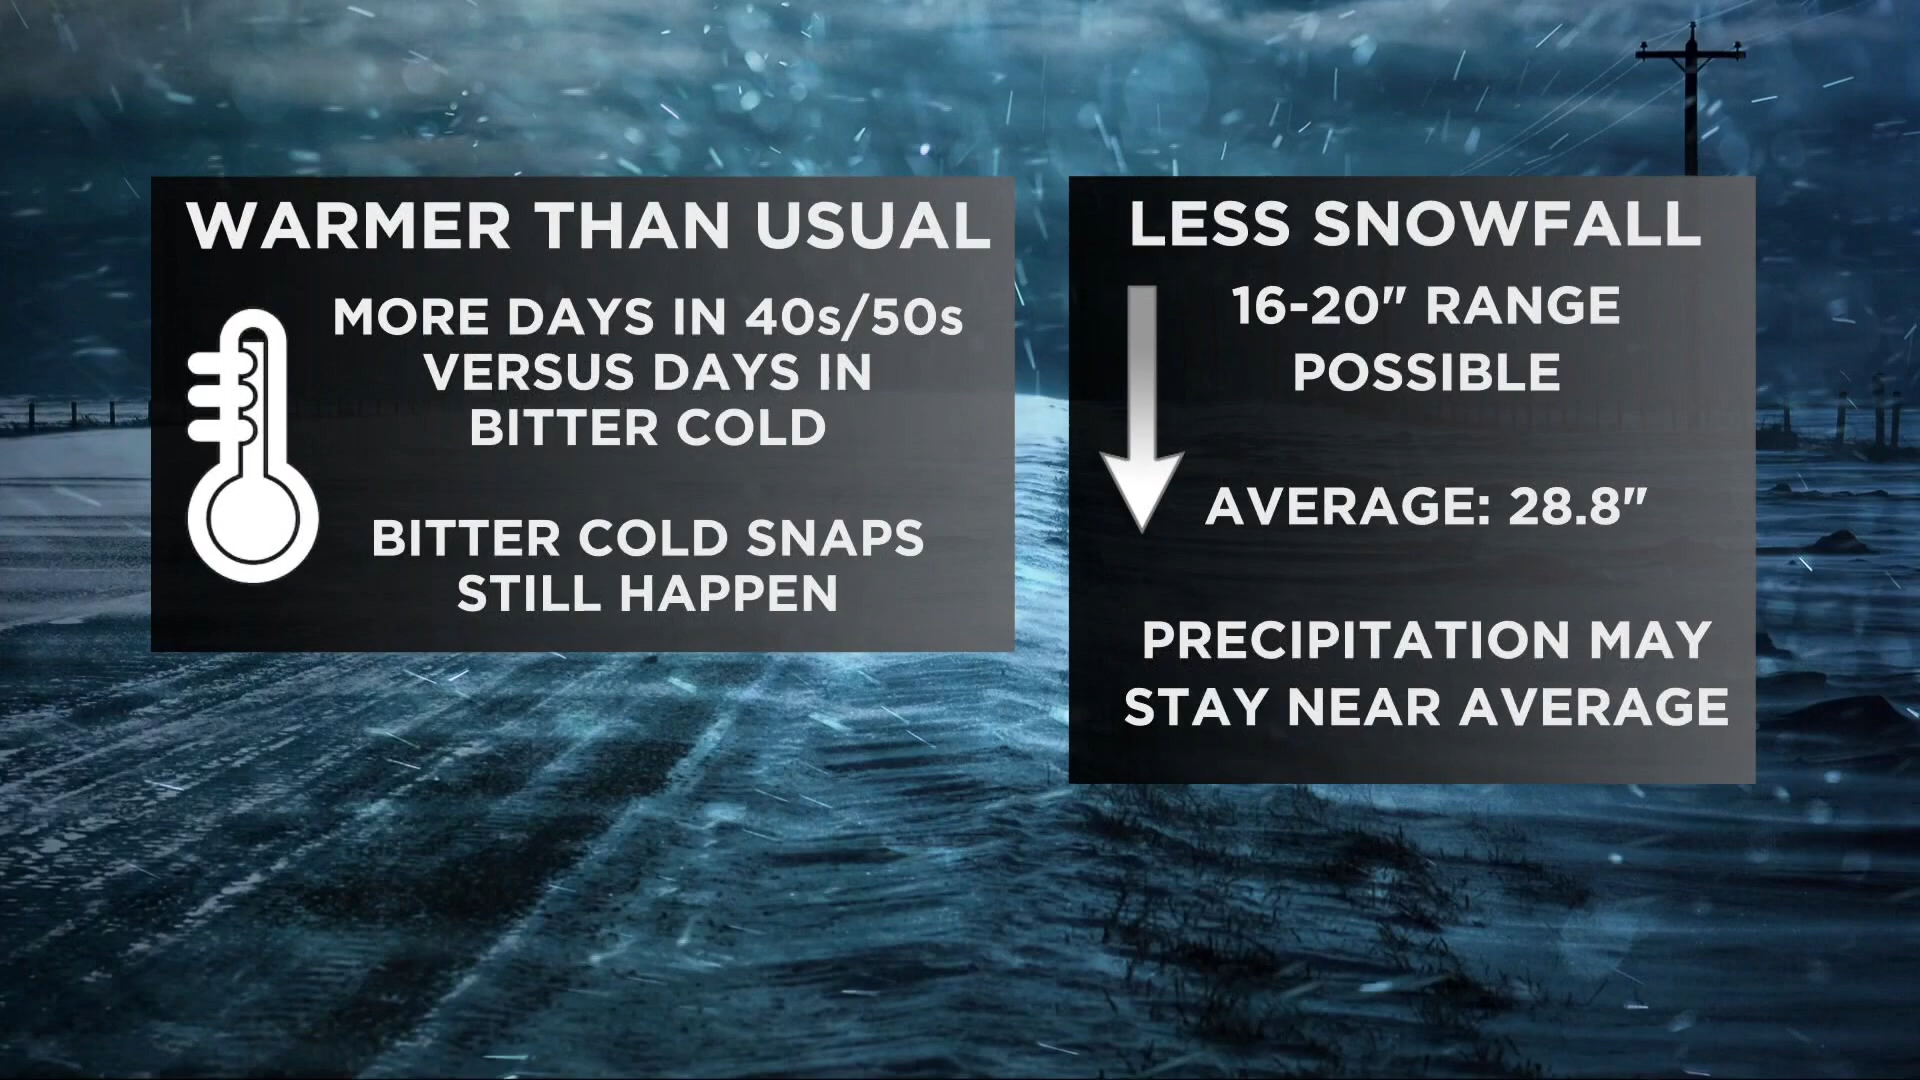 WARMER THAN USUAL
MORE DAYS IN 40s/50s
VERSUS DAYS IN
BITTER COLD
BITTER COLD SNAPS
STILL HAPPEN
LESS SNOWFALL
16-20" RANGE
POSSIBLE
AVERAGE: 28.8"
PRECIPITATION MAY
STAY NEAR AVERAGE